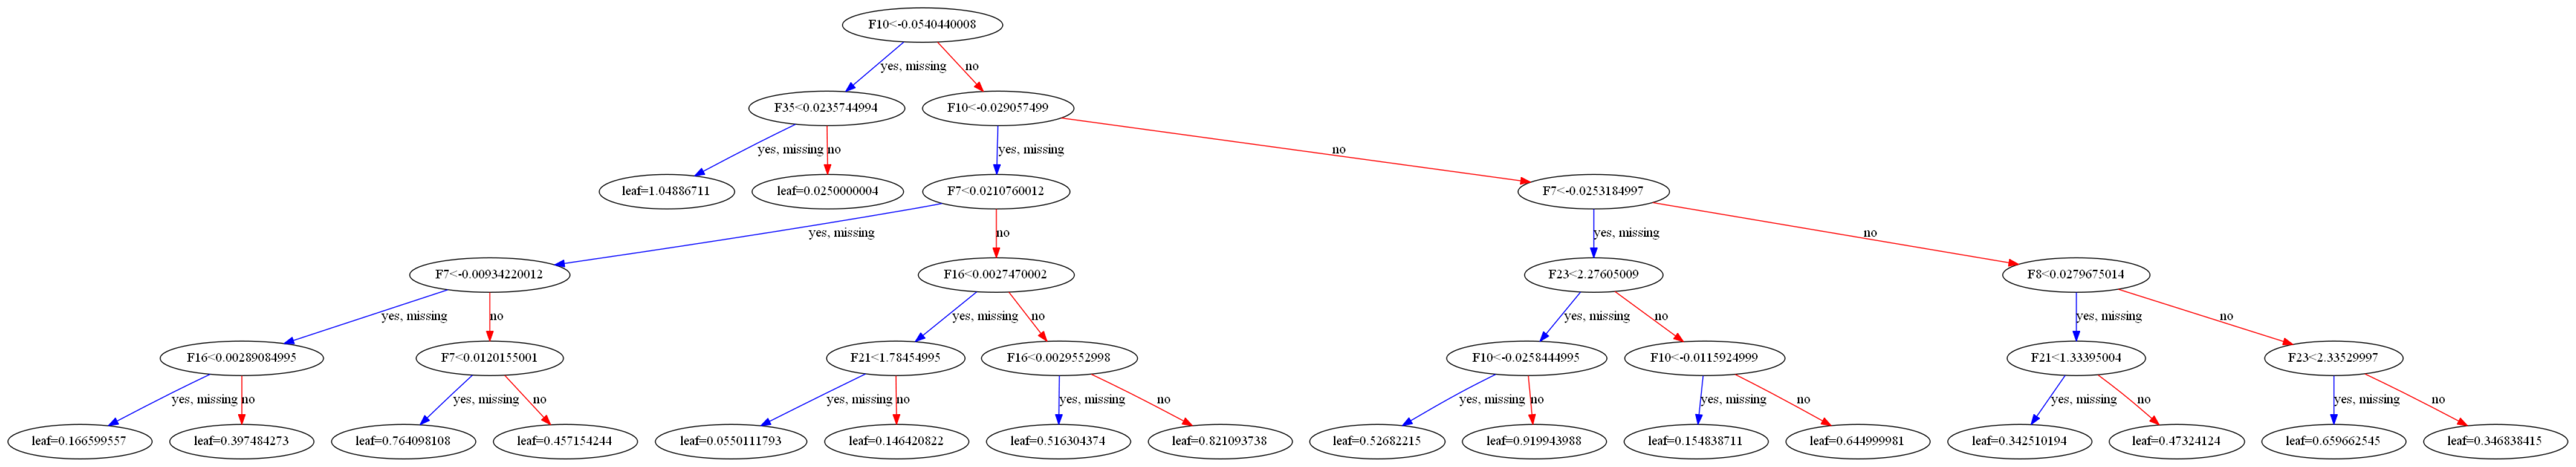 F10<-0.0540440008
yes, missing
no
F35<0.0235744994
F10<-0.029057499
yes, missing
no
yes, missing
no
leaf=1.04886711
leaf=0.0250000004
F7<0.0210760012
F7<-0.0253184997
yes, missing
no
yes, missing
no
F7<-0.00934220012
F16<0.0027470002
F23<2.27605009
F8<0.0279675014
yes, missing
no
yes, missing
no
yes, missing
no
yes, missing
no
F16<0.00289084995
F7<0.0120155001
F21<1.78454995
F16<0.0029552998
F10<-0.0258444995
F10<-0.0115924999
F21<1.33395004
F23<2.33529997
yes, missing
no
yes, missing
no
yes, missing
no
yes, missing
no
yes, missing
no
yes, missing
no
yes, missing
no
yes, missing
no
leaf=0.166599557
leaf=0.397484273
leaf=0.764098108
leaf=0.457154244
leaf=0.0550111793
leaf=0.146420822
leaf=0.516304374
leaf=0.821093738
leaf=0.52682215
leaf=0.919943988
leaf=0.154838711
leaf=0.644999981
leaf=0.342510194
leaf=0.47324124
leaf=0.659662545
leaf=0.346838415